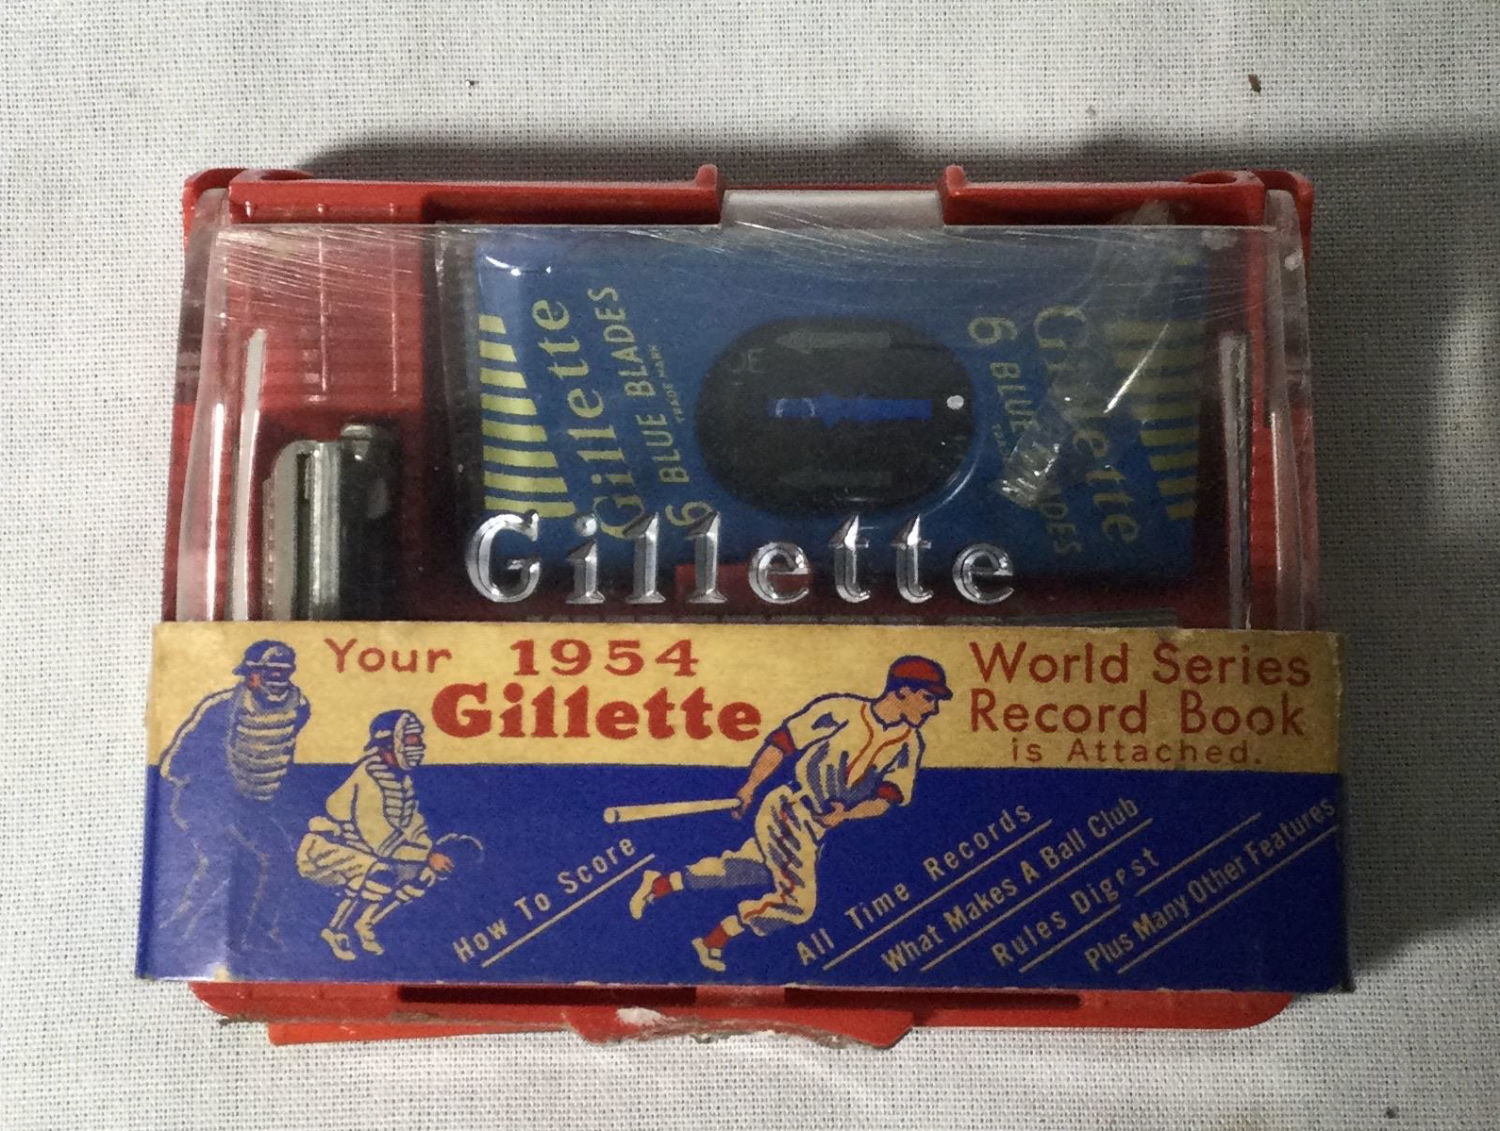 Gillette
6 BLUE BLADES
TRADE MARK
6 BLUE BLADES
Gillette
Gillette
Your 1954
Gillette
World Series
Record Book
is Attached.
How To Score
All Time Records
What Makes A Ball Club
Rules Digest
Plus Many Other Features